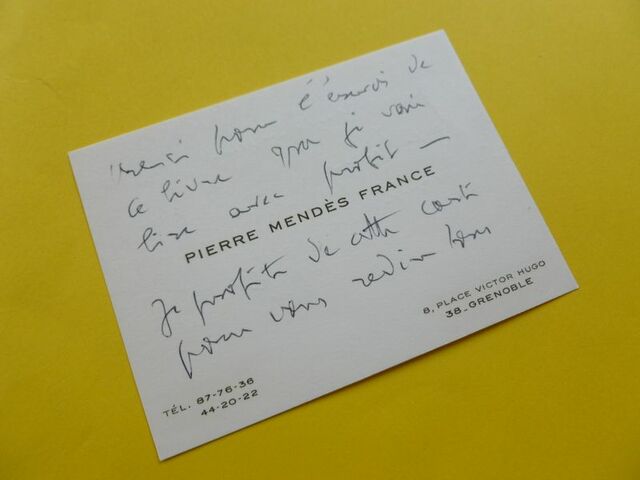 merci pour l'envoi de
ce livre que je vais
lire avec profit —
PIERRE MENDÈS FRANCE
Je profite de cette carte
pour vous redire tous
8, PLACE VICTOR HUGO
38_GRENOBLE
TÉL. 87-76-36
44-20-22